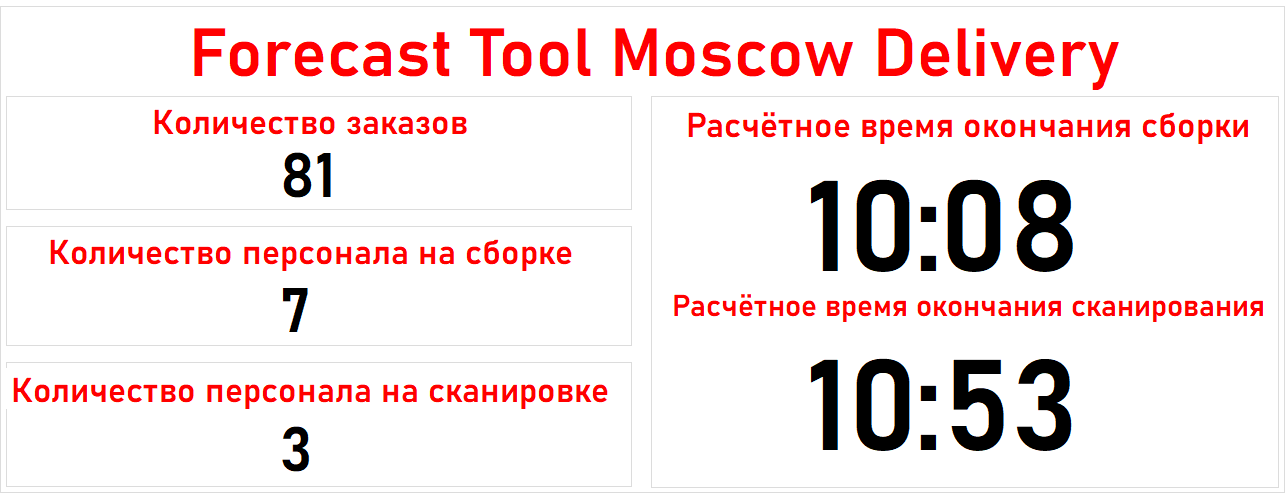 Forecast Tool Moscow Delivery
Количество заказов
81
Количество персонала на сборке
7
Количество персонала на сканировке
3
Расчётное время окончания сборки
10:08
Расчётное время окончания сканирования
10:53